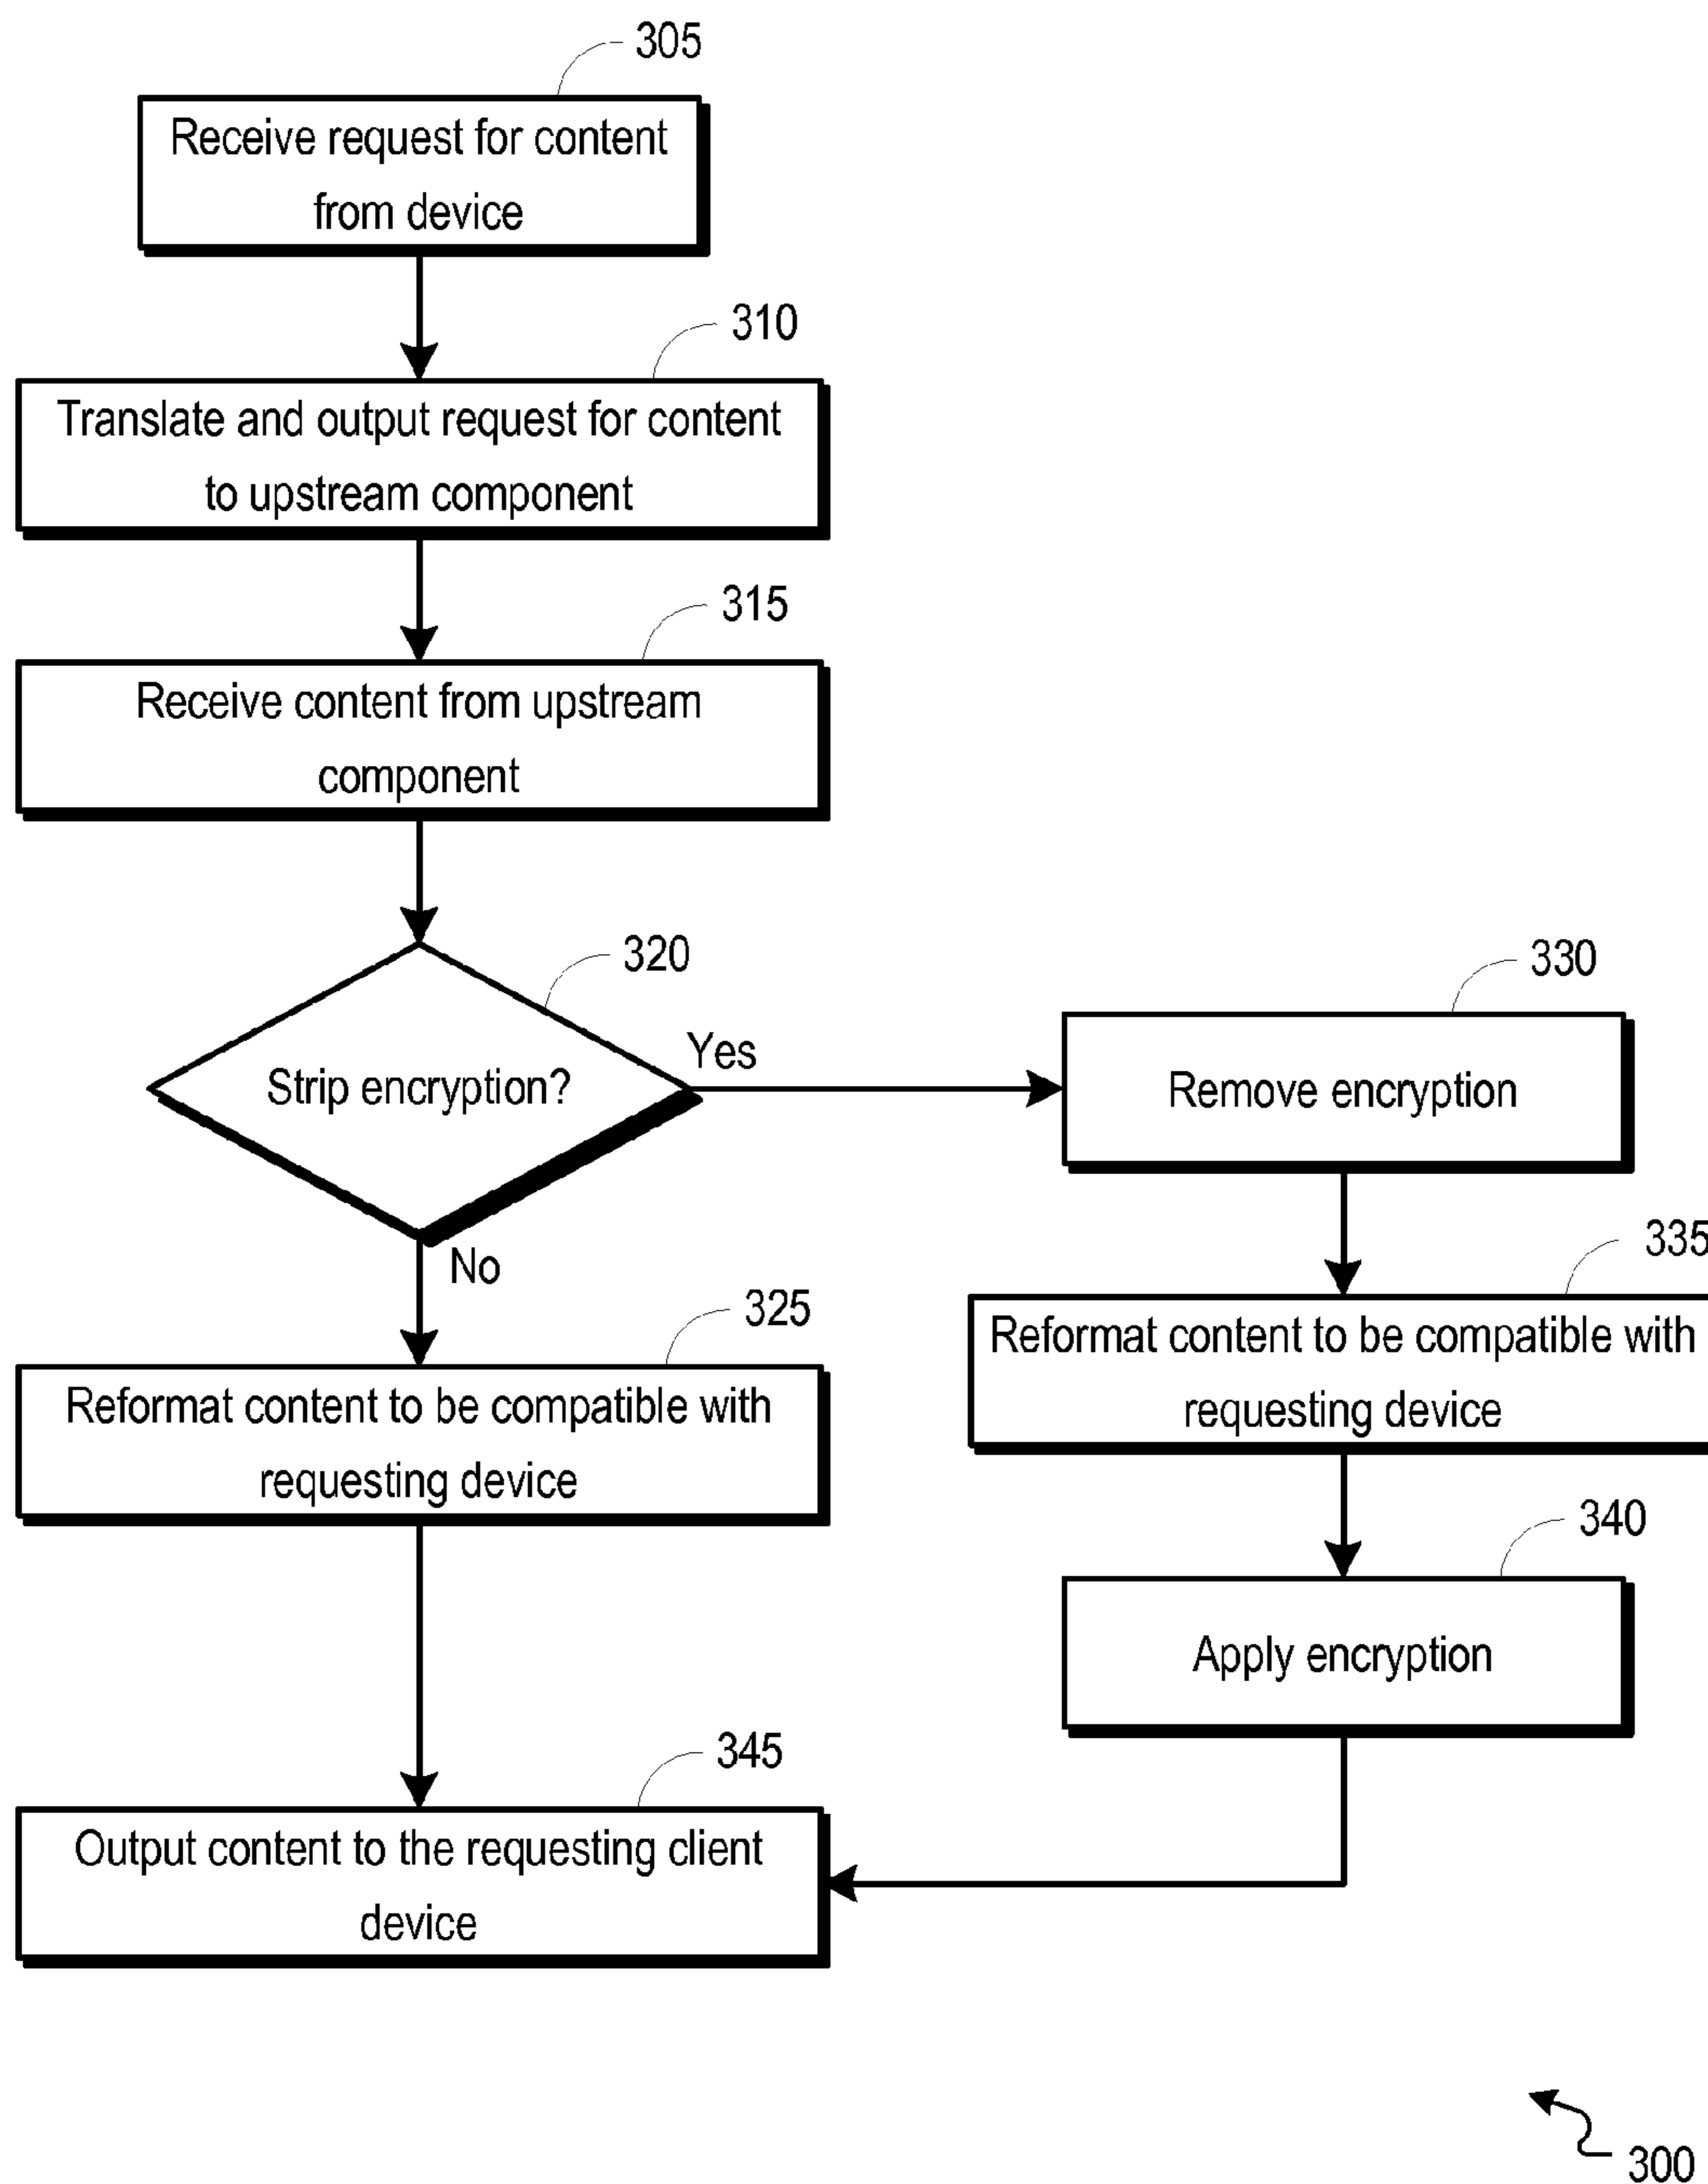 305
Receive request for content
from device
310
Translate and output request for content
to upstream component
315
Receive content from upstream
component
320
Strip encryption?
Yes
No
330
Remove encryption
335
Reformat content to be compatible with
requesting device
325
Reformat content to be compatible with
requesting device
340
Apply encryption
345
Output content to the requesting client
device
300